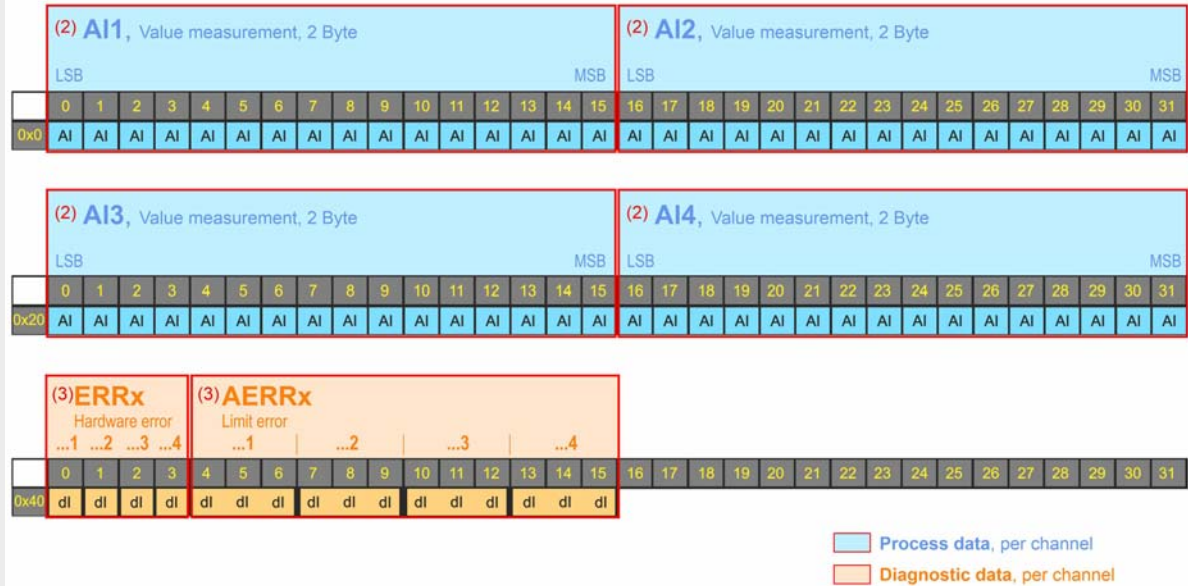 (2) AI1, Value measurement, 2 Byte (2) AI2, Value measurement, 2 Byte
LSB MSB LSB MSB
0 1 2 3 4 5 6 7 8 9 10 11 12 13 14 15 16 17 18 19 20 21 22 23 24 25 26 27 28 29 30 31
0x0 AI AI AI AI AI AI AI AI AI AI AI AI AI AI AI AI AI AI AI AI AI AI AI AI AI AI AI AI AI AI AI AI
(2) AI3, Value measurement, 2 Byte (2) AI4, Value measurement, 2 Byte
LSB MSB LSB MSB
0 1 2 3 4 5 6 7 8 9 10 11 12 13 14 15 16 17 18 19 20 21 22 23 24 25 26 27 28 29 30 31
0x20 AI AI AI AI AI AI AI AI AI AI AI AI AI AI AI AI AI AI AI AI AI AI AI AI AI AI AI AI AI AI AI AI
(3) ERRx (3) AERRx
Hardware error Limit error
...1 ...2 ...3 ...4 ...1 | ...2 | ...3 | ...4
0 1 2 3 4 5 6 7 8 9 10 11 12 13 14 15 16 17 18 19 20 21 22 23 24 25 26 27 28 29 30 31
0x40 dI dI dI dI dI dI dI dI dI dI dI dI dI dI dI dI
Process data, per channel
Diagnostic data, per channel